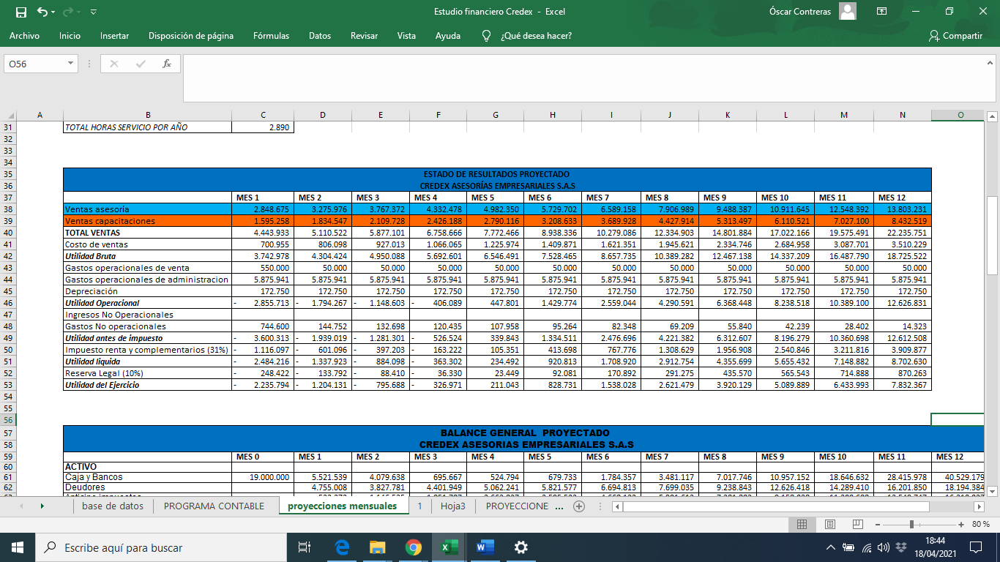 Estudio financiero Credex - Excel
Óscar Contreras
Archivo Inicio Insertar Disposición de página Fórmulas Datos Revisar Vista Ayuda ¿Qué desea hacer? Compartir
O56 fx
A B C D E F G H I J K L M N O
31 TOTAL HORAS SERVICIO POR AÑO 2.890
32
33
34
35 ESTADO DE RESULTADOS PROYECTADO
36 CREDEX ASESORÍAS EMPRESARIALES S.A.S
37 MES 1 MES 2 MES 3 MES 4 MES 5 MES 6 MES 7 MES 8 MES 9 MES 10 MES 11 MES 12
38 Ventas asesoría 2.848.675 3.275.976 3.767.372 4.332.478 4.982.350 5.729.702 6.589.158 7.906.989 9.488.387 10.911.645 12.548.392 13.803.231
39 Ventas capacitaciones 1.595.258 1.834.547 2.109.728 2.426.188 2.790.116 3.208.633 3.689.928 4.427.914 5.313.497 6.110.521 7.027.100 8.432.519
40 TOTAL VENTAS 4.443.933 5.110.522 5.877.101 6.758.666 7.772.466 8.938.336 10.279.086 12.334.903 14.801.884 17.022.166 19.575.491 22.235.751
41 Costo de ventas 700.955 806.098 927.013 1.066.065 1.225.974 1.409.871 1.621.351 1.945.621 2.334.746 2.684.958 3.087.701 3.510.229
42 Utilidad Bruta 3.742.978 4.304.424 4.950.088 5.692.601 6.546.491 7.528.465 8.657.735 10.389.282 12.467.138 14.337.209 16.487.790 18.725.522
43 Gastos operacionales de venta 550.000 50.000 50.000 50.000 50.000 50.000 50.000 50.000 50.000 50.000 50.000 50.000
44 Gastos operacionales de administracion 5.875.941 5.875.941 5.875.941 5.875.941 5.875.941 5.875.941 5.875.941 5.875.941 5.875.941 5.875.941 5.875.941 5.875.941
45 Depreciación 172.750 172.750 172.750 172.750 172.750 172.750 172.750 172.750 172.750 172.750 172.750 172.750
46 Utilidad Operacional - 2.855.713 - 1.794.267 - 1.148.603 - 406.089 447.801 1.429.774 2.559.044 4.290.591 6.368.448 8.238.518 10.389.100 12.626.831
47 Ingresos No Operacionales
48 Gastos No operacionales 744.600 144.752 132.698 120.435 107.958 95.264 82.348 69.209 55.840 42.239 28.402 14.323
49 Utilidad antes de impuesto - 3.600.313 - 1.939.019 - 1.281.301 - 526.524 339.843 1.334.511 2.476.696 4.221.382 6.312.607 8.196.279 10.360.698 12.612.508
50 Impuesto renta y complementarios (31%) - 1.116.097 - 601.096 - 397.203 - 163.222 105.351 413.698 767.776 1.308.629 1.956.908 2.540.846 3.211.816 3.909.877
51 Utilidad liquida - 2.484.216 - 1.337.923 - 884.098 - 363.302 234.492 920.813 1.708.920 2.912.754 4.355.699 5.655.432 7.148.882 8.702.630
52 Reserva Legal (10%) - 248.422 - 133.792 - 88.410 - 36.330 23.449 92.081 170.892 291.275 435.570 565.543 714.888 870.263
53 Utilidad del Ejercicio - 2.235.794 - 1.204.131 - 795.688 - 326.971 211.043 828.731 1.538.028 2.621.479 3.920.129 5.089.889 6.433.993 7.832.367
54
55
56
57 BALANCE GENERAL PROYECTADO
58 CREDEX ASESORIAS EMPRESARIALES S.A.S
59 MES 0 MES 1 MES 2 MES 3 MES 4 MES 5 MES 6 MES 7 MES 8 MES 9 MES 10 MES 11 MES 12
60 ACTIVO
61 Caja y Bancos 19.000.000 5.521.539 4.079.638 695.667 524.794 679.733 1.784.357 3.481.117 7.017.746 10.957.152 18.646.632 28.415.978 40.529.179
62 Deudores 4.755.008 3.827.781 4.401.949 5.062.241 5.821.577 6.694.813 7.699.035 9.238.843 12.626.418 14.289.410 16.201.850 18.194.384
base de datos PROGRAMA CONTABLE proyecciones mensuales 1 Hoja3 PROYECCIONE ...
80 %
Escribe aquí para buscar
18:44
18/04/2021